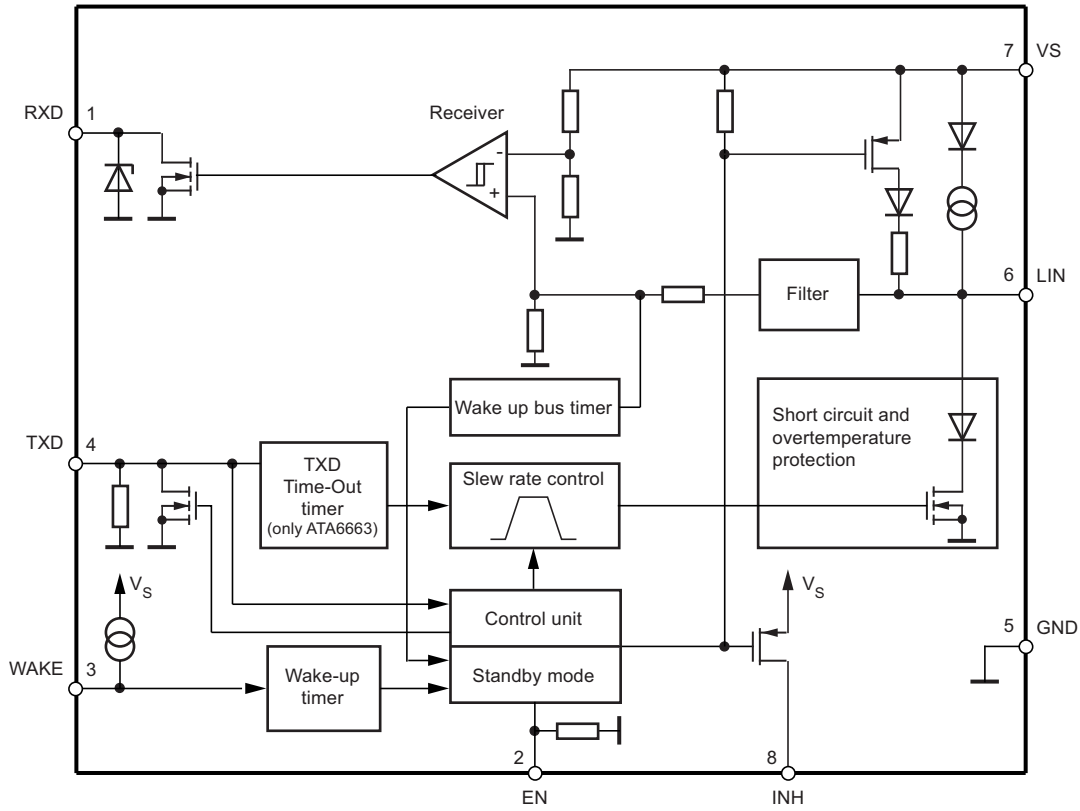 7
VS
RXD
1
Receiver
-
+
6
LIN
Filter
Wake up bus timer
Short circuit and
overtemperature
protection
TXD
4
TXD
Time-Out
timer
(only ATA6663)
Slew rate control
VS
VS
Control unit
5
GND
WAKE
3
Wake-up
timer
Standby mode
2
8
EN
INH